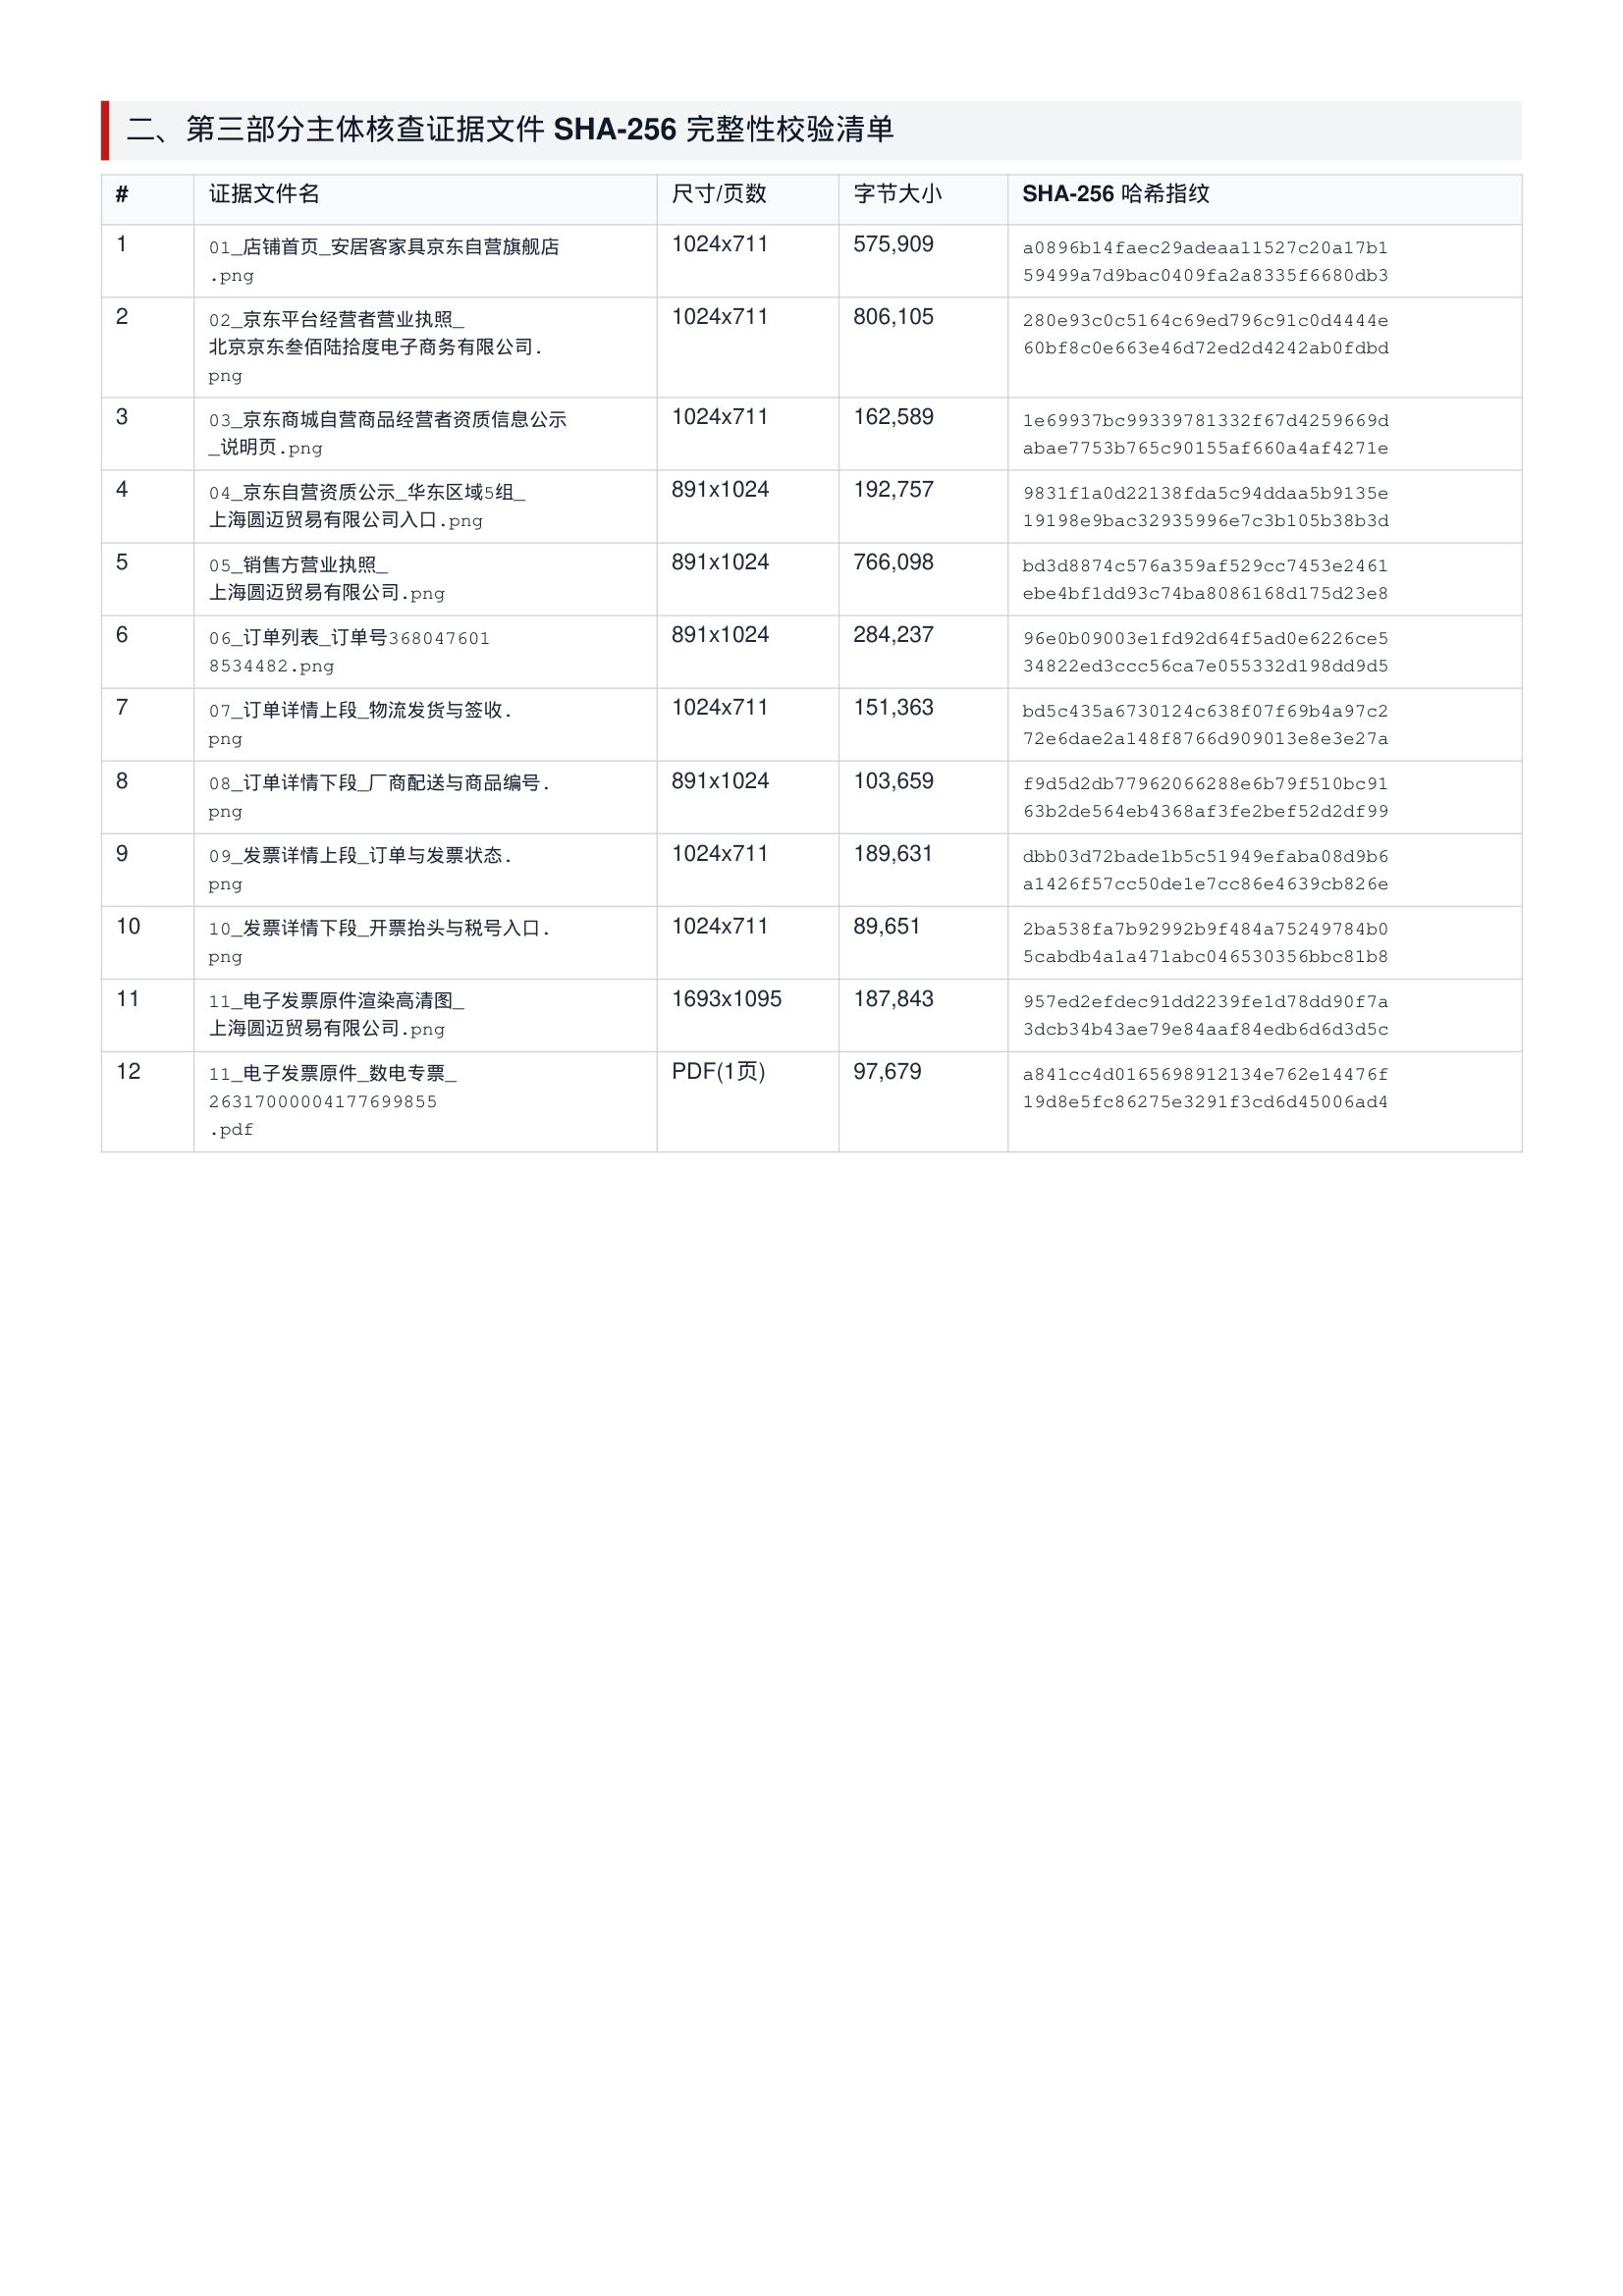 二、第三部分主体核查证据文件 SHA-256 完整性校验清单
# 证据文件名 尺寸/页数 字节大小 SHA-256 哈希指纹
1 01_店铺首页_安居客家具京东自营旗舰店 1024x711 575,909 a0896b14faec29adeaa11527c20a17b1
.png 59499a7d9bac0409fa2a8335f6680db3
2 02_京东平台经营者营业执照_ 1024x711 806,105 280e93c0c5164c69ed796c91c0d4444e
北京京东叁佰陆拾度电子商务有限公司. 60bf8c0e663e46d72ed2d4242ab0fdbd
png
3 03_京东商城自营商品经营者资质信息公示 1024x711 162,589 1e69937bc99339781332f67d4259669d
_说明页.png abae7753b765c90155af660a4af4271e
4 04_京东自营资质公示_华东区域5组_ 891x1024 192,757 9831f1a0d22138fda5c94ddaa5b9135e
上海圆迈贸易有限公司入口.png 19198e9bac32935996e7c3b105b38b3d
5 05_销售方营业执照_ 891x1024 766,098 bd3d8874c576a359af529cc7453e2461
上海圆迈贸易有限公司.png ebe4bf1dd93c74ba8086168d175d23e8
6 06_订单列表_订单号368047601 891x1024 284,237 96e0b09003e1fd92d64f5ad0e6226ce5
8534482.png 34822ed3ccc56ca7e055332d198dd9d5
7 07_订单详情上段_物流发货与签收. 1024x711 151,363 bd5c435a6730124c638f07f69b4a97c2
png 72e6dae2a148f8766d909013e8e3e27a
8 08_订单详情下段_厂商配送与商品编号. 891x1024 103,659 f9d5d2db77962066288e6b79f510bc91
png 63b2de564eb4368af3fe2bef52d2df99
9 09_发票详情上段_订单与发票状态. 1024x711 189,631 dbb03d72bade1b5c51949efaba08d9b6
png a1426f57cc50de1e7cc86e4639cb826e
10 10_发票详情下段_开票抬头与税号入口. 1024x711 89,651 2ba538fa7b92992b9f484a75249784b0
png 5cabdb4a1a471abc046530356bbc81b8
11 11_电子发票原件渲染高清图_ 1693x1095 187,843 957ed2efdec91dd2239fe1d78dd90f7a
上海圆迈贸易有限公司.png 3dcb34b43ae79e84aaf84edb6d6d3d5c
12 11_电子发票原件_数电专票_ PDF(1页) 97,679 a841cc4d0165698912134e762e14476f
26317000004177699855 19d8e5fc86275e3291f3cd6d45006ad4
.pdf